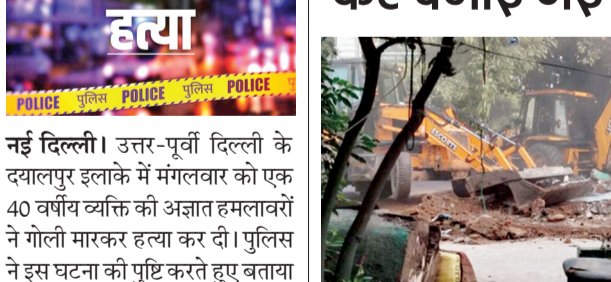 हत्या
POLICE पुलिस POLICE पुलिस POLICE
नई दिल्ली। उत्तर-पूर्वी दिल्ली के
दयालपुर इलाके में मंगलवार को एक
40 वर्षीय व्यक्ति की अज्ञात हमलावरों
ने गोली मारकर हत्या कर दी। पुलिस
ने इस घटना की पुष्टि करते हुए बताया